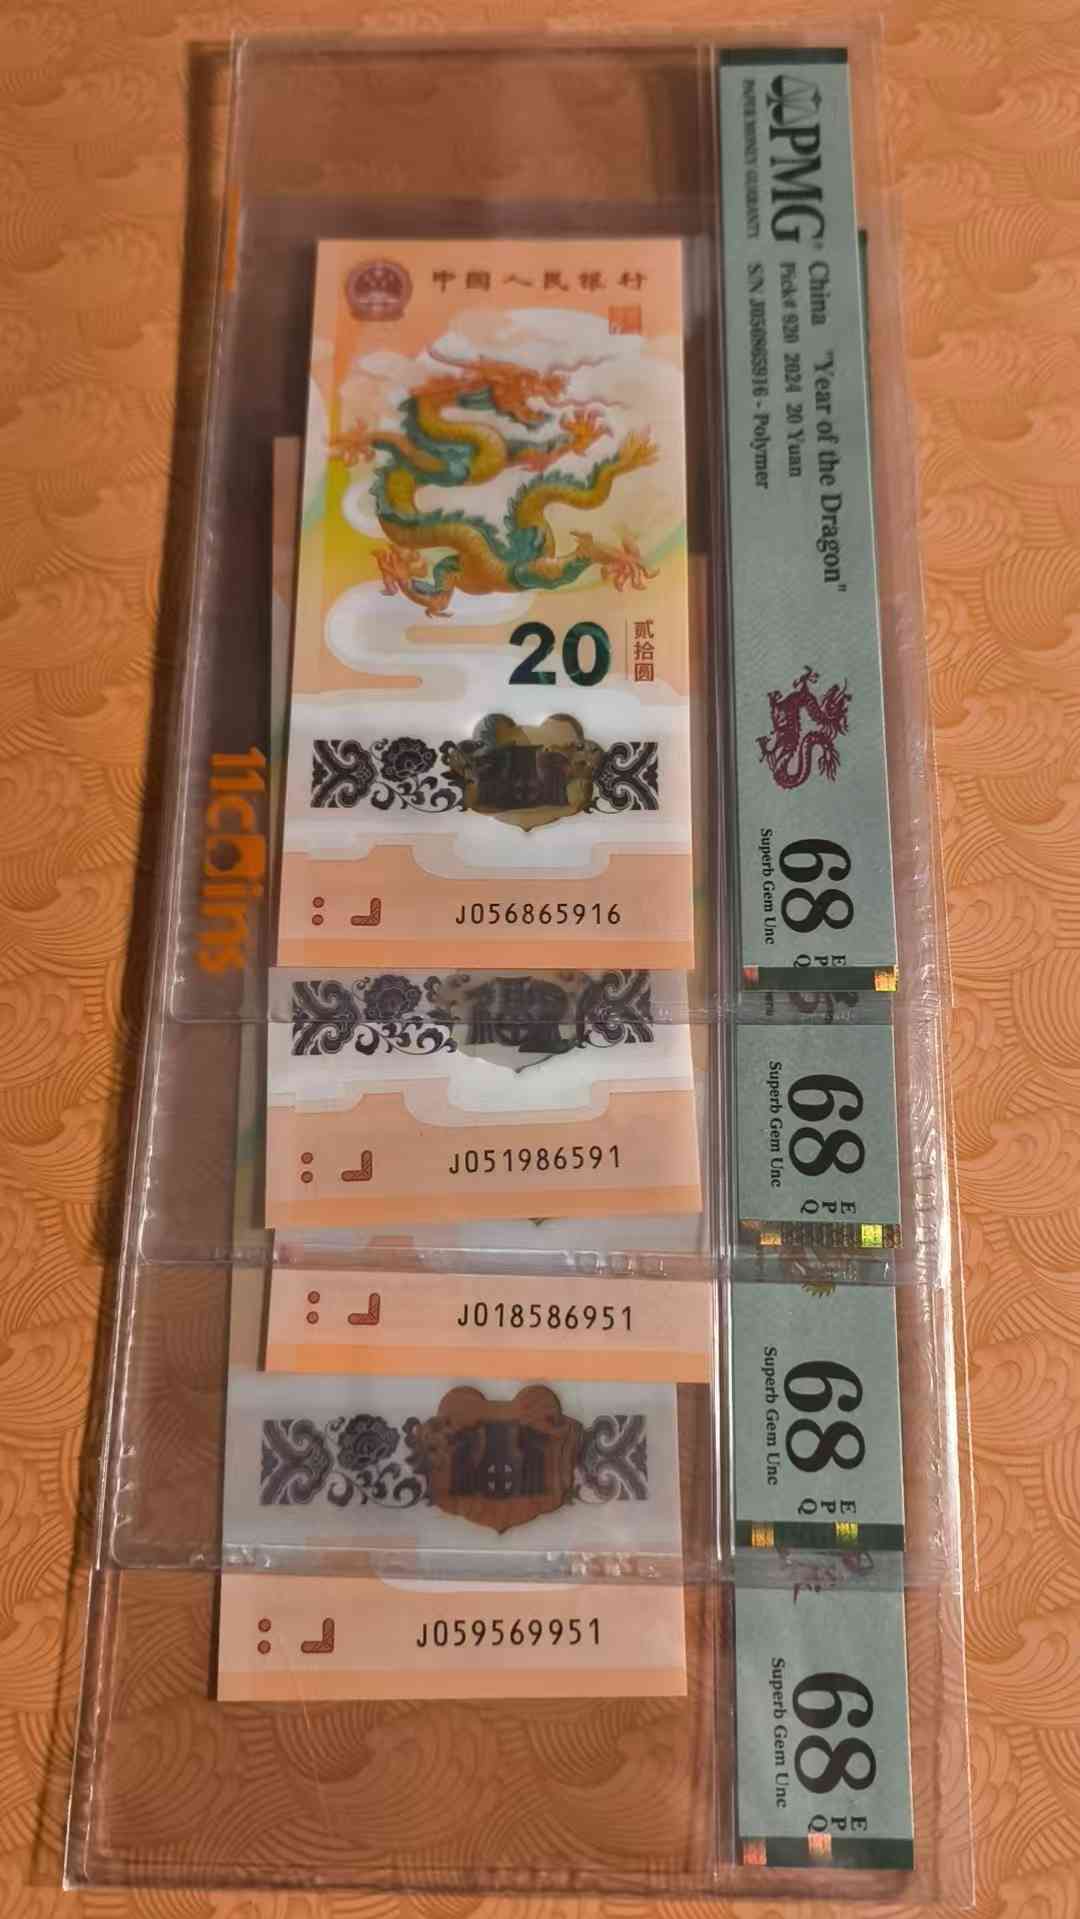 中国人民银行
20
贰拾圆
J056865916
J051986591
J018586951
J059569951
11coins
PMG
PAPER MONEY GUARANTY
China "Year of the Dragon"
Pick# 920 2024 20 Yuan
S/N J056865916 - Polymer
68 EPQ
Superb Gem Unc
68 EPQ
Superb Gem Unc
68 EPQ
Superb Gem Unc
68 EPQ
Superb Gem Unc